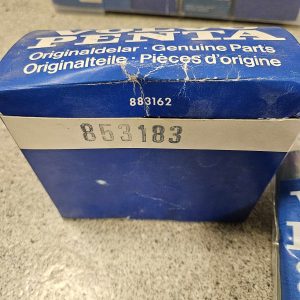 PENTA
Originaldelar · Genuine Parts
Originalteile · Pièces d'origine
883162
853183